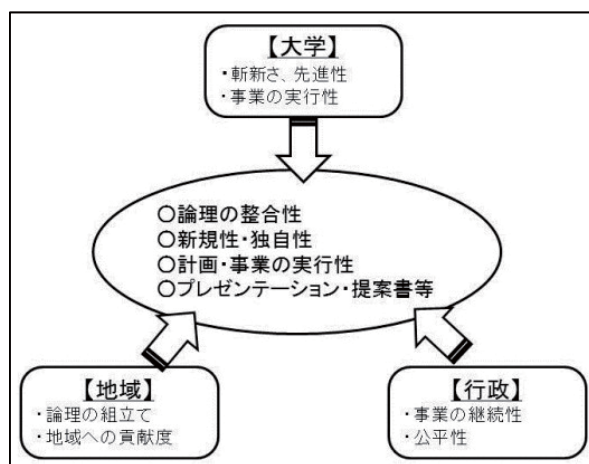 【大学】
・斬新さ、先進性
・事業の実行性
○論理の整合性
○新規性・独自性
○計画・事業の実行性
○プレゼンテーション・提案書等
【地域】
・論理の組立て
・地域への貢献度
【行政】
・事業の継続性
・公平性